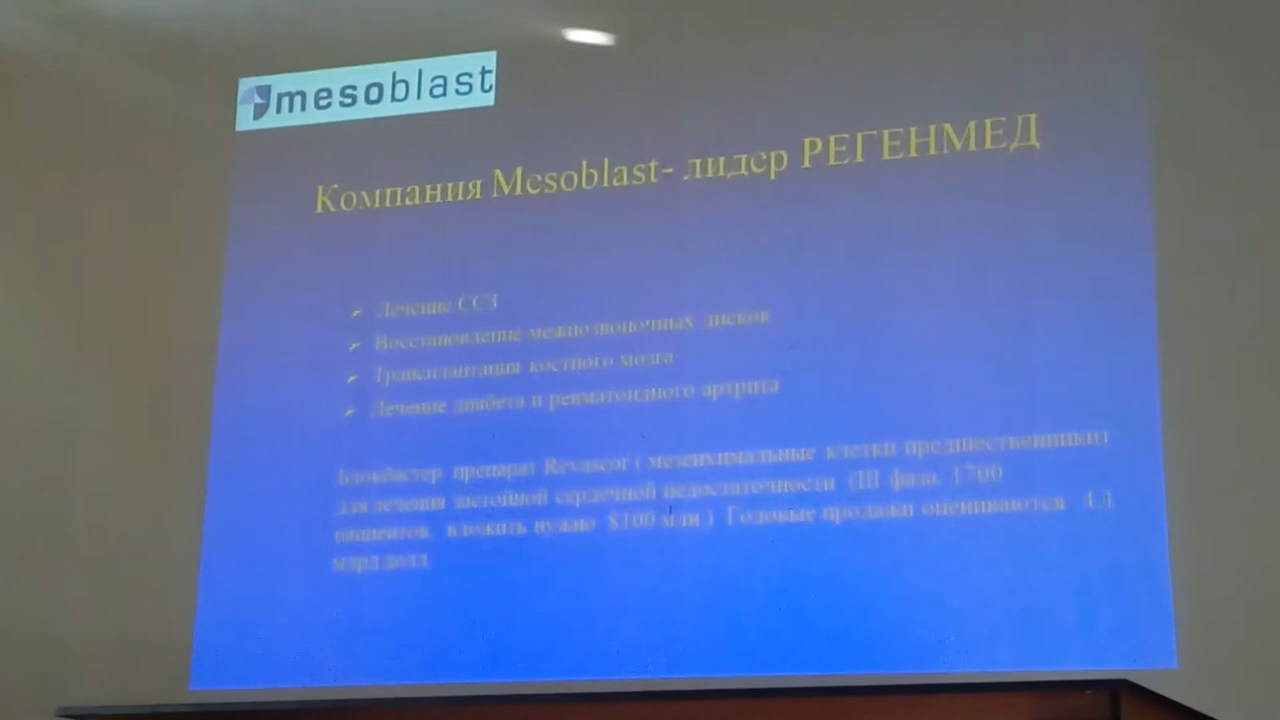 mesoblast
Компания Mesoblast- лидер РЕГЕНМЕД
Лечение ССЗ
Восстановление межпозвоночных дисков
Трансплантация костного мозга
Лечение диабета и ревматоидного артрита
Блокбастер препарат Revascor ( мезенхимальные клетки предшественники)
для лечения застойной сердечной недостаточности (III фаза, 1700
пациентов, вложить нужно $100 млн ) Годовые продажи оцениваются
млрд долл